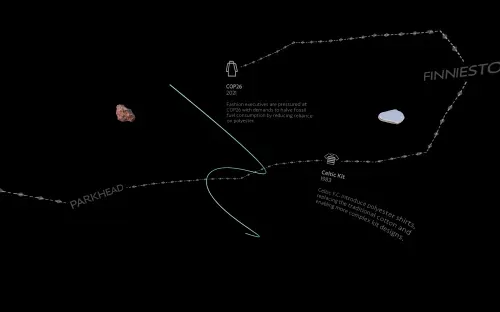 FINNIESTO
COP26
2021
Fashion executives are pressured at
COP26 with demands to halve fossil
fuel consumption by reducing reliance
on polyester.
Celtic Kit
1983
Celtic F.C. introduce polyester shirts,
replacing the traditional cotton and
enabling more complex kit designs.
PARKHEAD